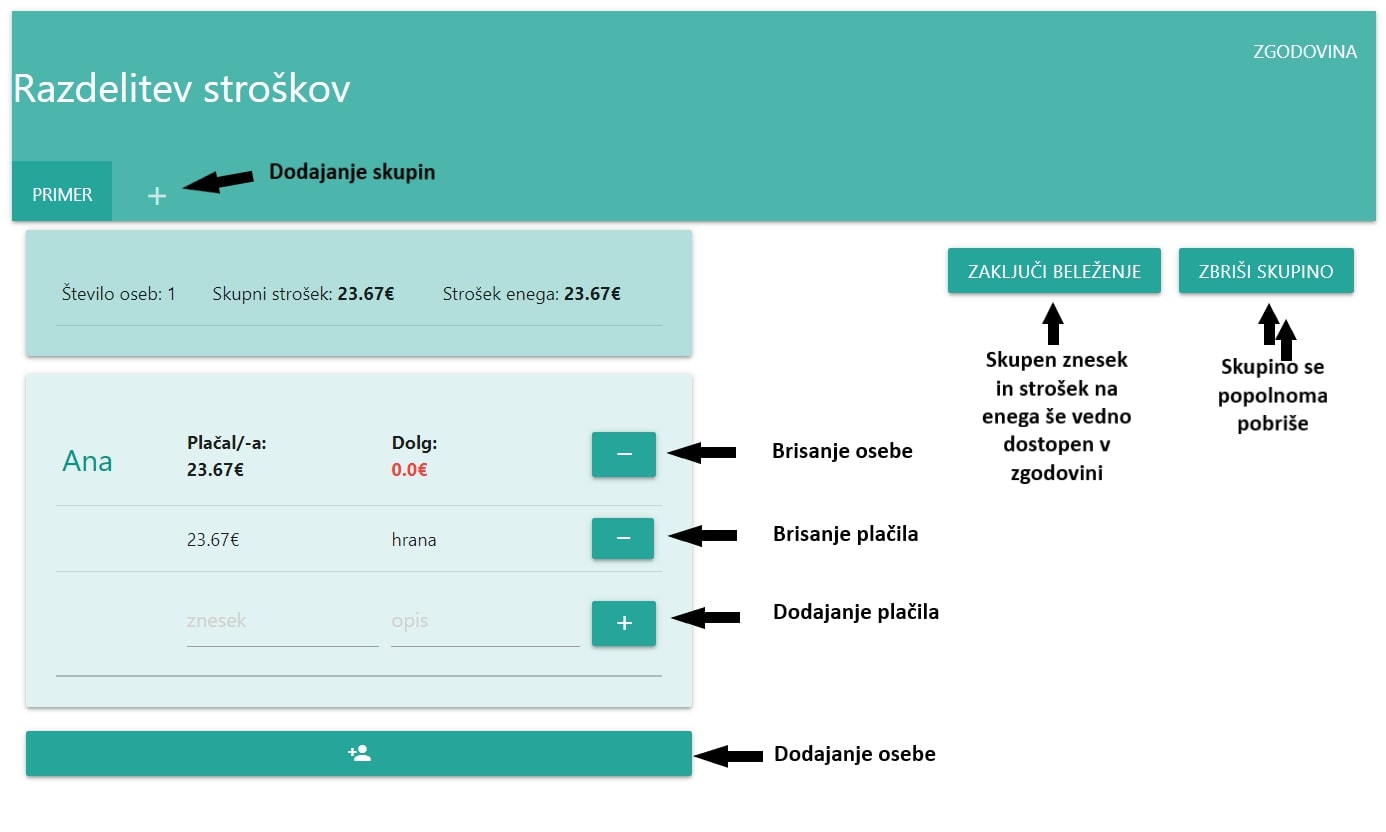 ZGODOVINA
Razdelitev stroškov
Dodajanje skupin
PRIMER
+
Število oseb: 1 Skupni strošek: 23.67€ Strošek enega: 23.67€
ZAKLJUČI BELEŽENJE
ZBRIŠI SKUPINO
Skupen znesek
in strošek na
enega še vedno
dostopen v
zgodovini
Skupino se
popolnoma
pobriše
Ana
Plačal/-a:
23.67€
Dolg:
0.0€
−
Brisanje osebe
23.67€ hrana −
Brisanje plačila
znesek opis +
Dodajanje plačila
Dodajanje osebe